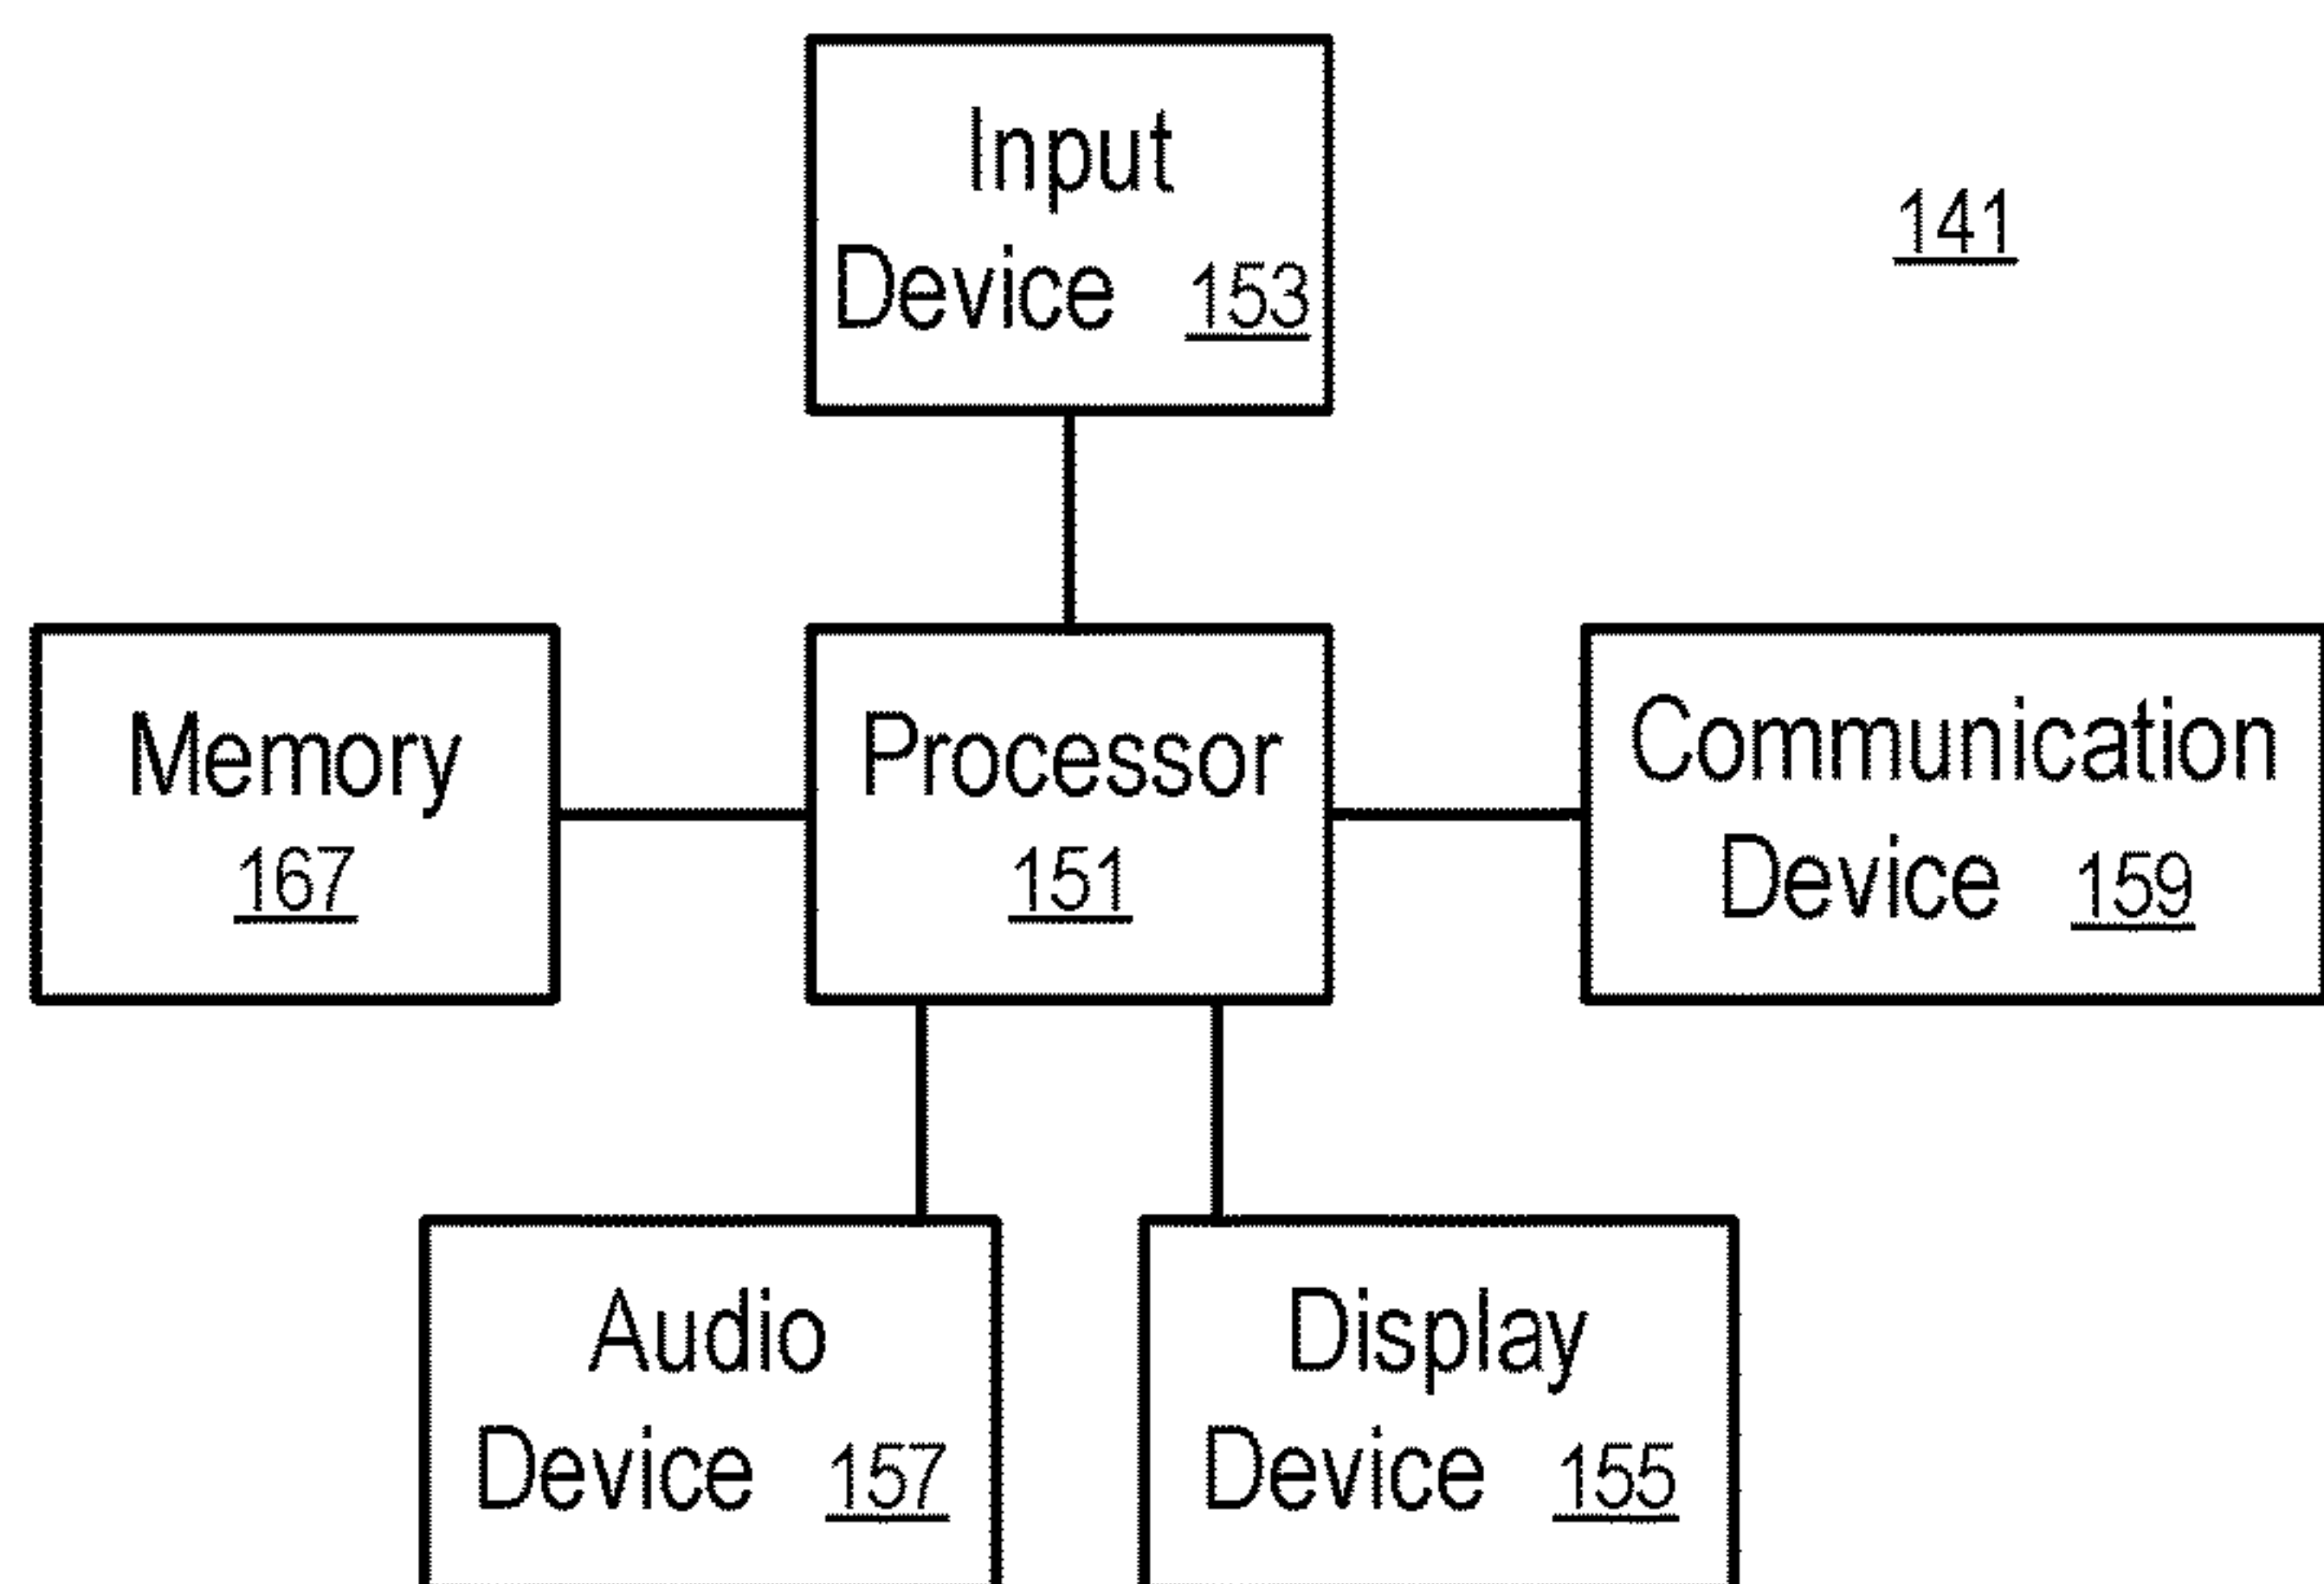 Input
Device 153
141
Memory
167
Processor
151
Communication
Device 159
Audio
Device 157
Display
Device 155